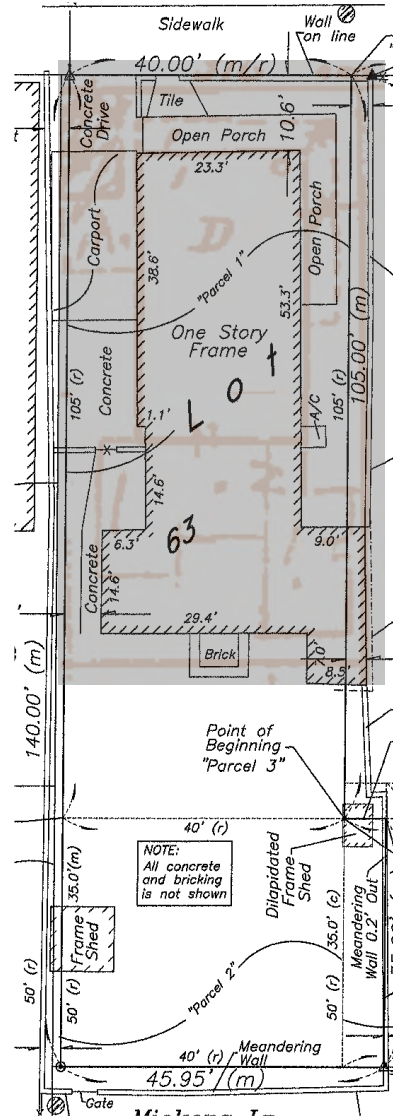 Sidewalk
Wall
on line
40.00' (m/r)
Concrete
Drive
Tile
Open Porch
10.6'
23.3'
Carport
38.6'
"Parcel 1"
53.3'
Open Porch
One Story
Frame
105' (r)
Concrete
105' (r)
105.00' (m)
1.1'
A/C
Lot
63
14.6'
6.3'
9.0'
Concrete
14.6'
29.4'
Brick
8.5'
140.00' (m)
Point of
Beginning
"Parcel 3"
40' (r)
NOTE:
All concrete
and bricking
is not shown
35.0'(m)
Dilapidated
Frame
Shed
35.0' (c)
Meandering
Wall 0.2' Out
Frame
Shed
50' (r)
50' (r)
"Parcel 2"
50' (r)
40' (r)
Meandering
Wall
45.95' (m)
Gate